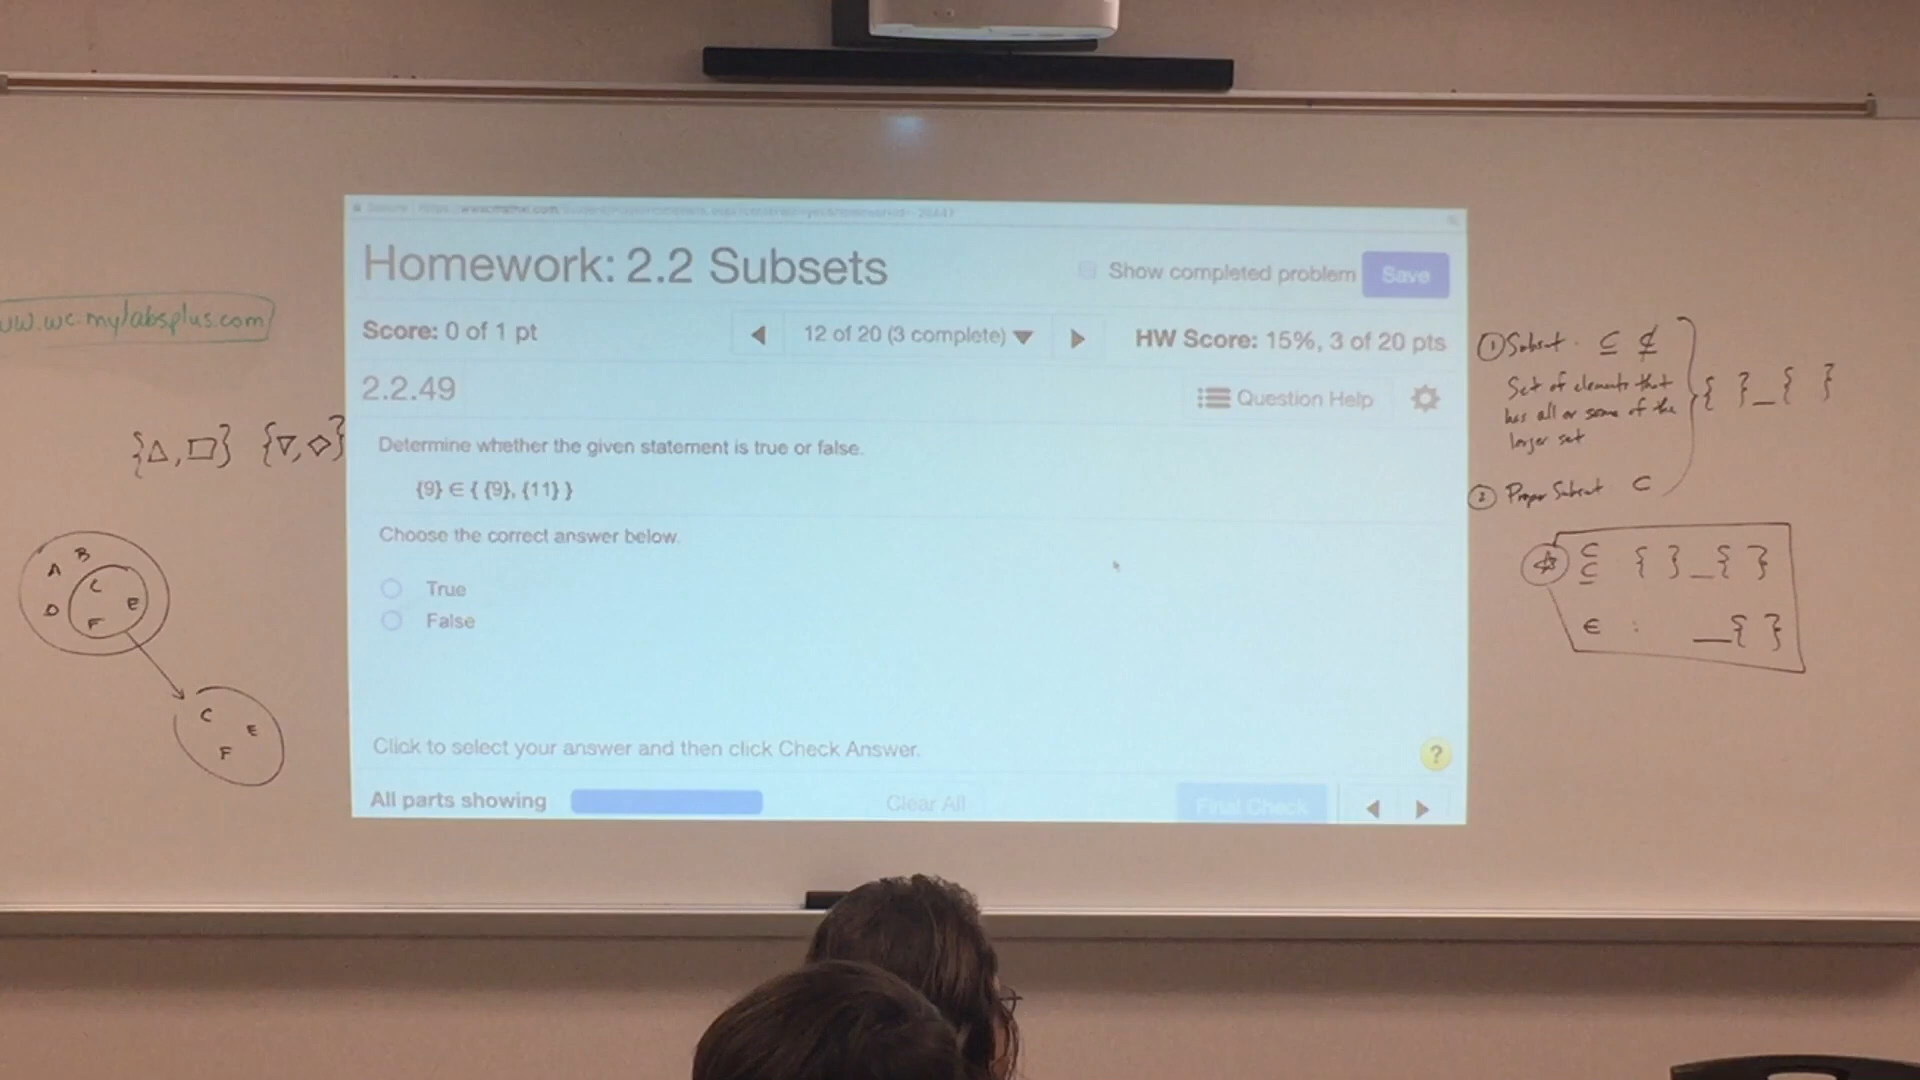 Homework: 2.2 Subsets
Show completed problem
Save
Score: 0 of 1 pt
12 of 20 (3 complete)
HW Score: 15%, 3 of 20 pts
2.2.49
Question Help
Determine whether the given statement is true or false.
{9} ∈ { {9}, {11} }
Choose the correct answer below.
True
False
Click to select your answer and then click Check Answer.
?
All parts showing
Clear All
Final Check
uw.wc.mylabsplus.com
{△,□} {▽,◇}
A B
C
D E
F
C E
F
① Subset. ⊆ ⊄
Set of elements that
has all or some of the
larger set
{ }_{ }
② Proper Subset ⊂
☆ ⊆ { }_{ }
⊂
∈ : _{ }